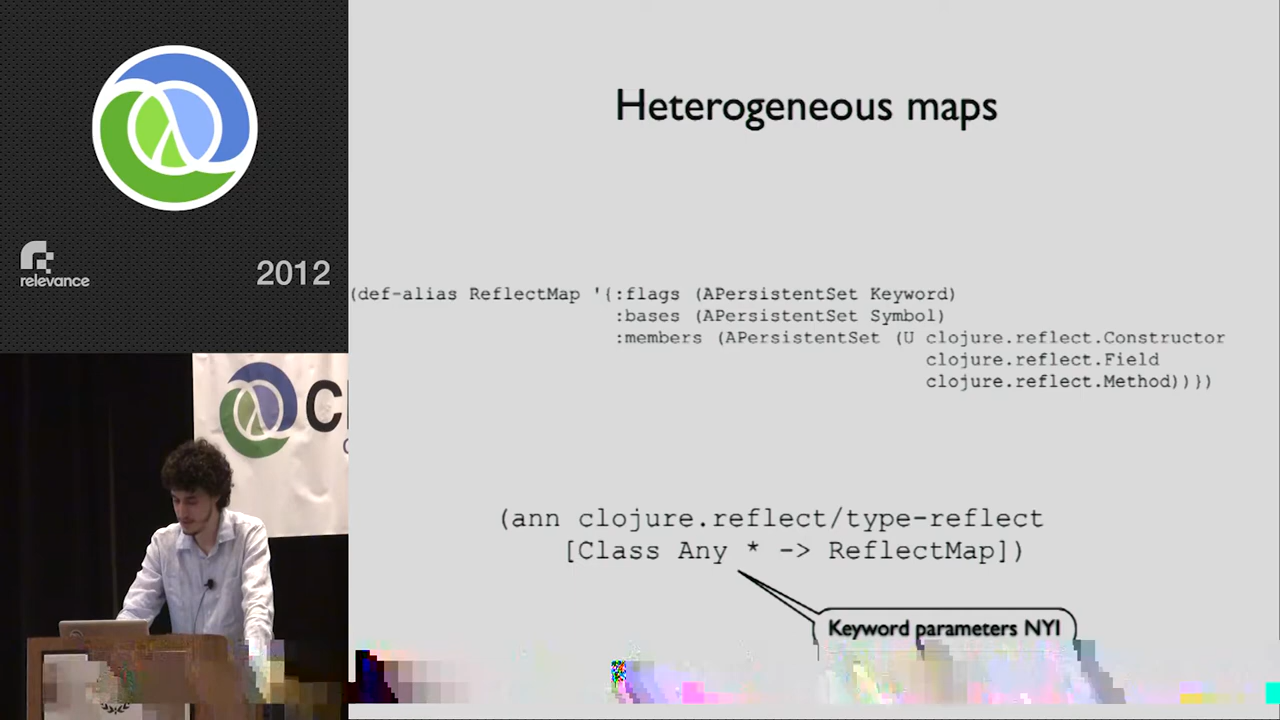 relevance
2012
Heterogeneous maps
(def-alias ReflectMap '{:flags (APersistentSet Keyword)
:bases (APersistentSet Symbol)
:members (APersistentSet (U clojure.reflect.Constructor
clojure.reflect.Field
clojure.reflect.Method))})
(ann clojure.reflect/type-reflect
[Class Any * -> ReflectMap])
Keyword parameters NYI